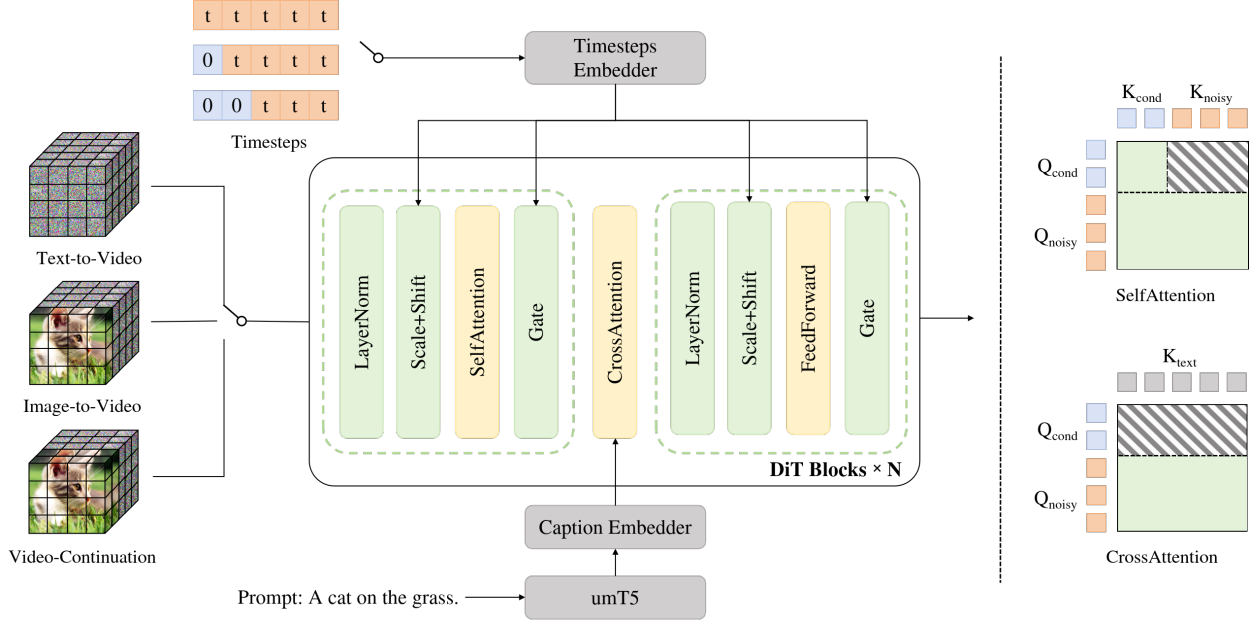 t t t t t
0 t t t t
0 0 t t t
Timesteps
Timesteps
Embedder
Text-to-Video
Image-to-Video
Video-Continuation
LayerNorm
Scale+Shift
SelfAttention
Gate
CrossAttention
LayerNorm
Scale+Shift
FeedForward
Gate
DiT Blocks × N
Caption Embedder
Prompt: A cat on the grass.
umT5
K_cond K_noisy
Q_cond
Q_noisy
SelfAttention
K_text
Q_cond
Q_noisy
CrossAttention